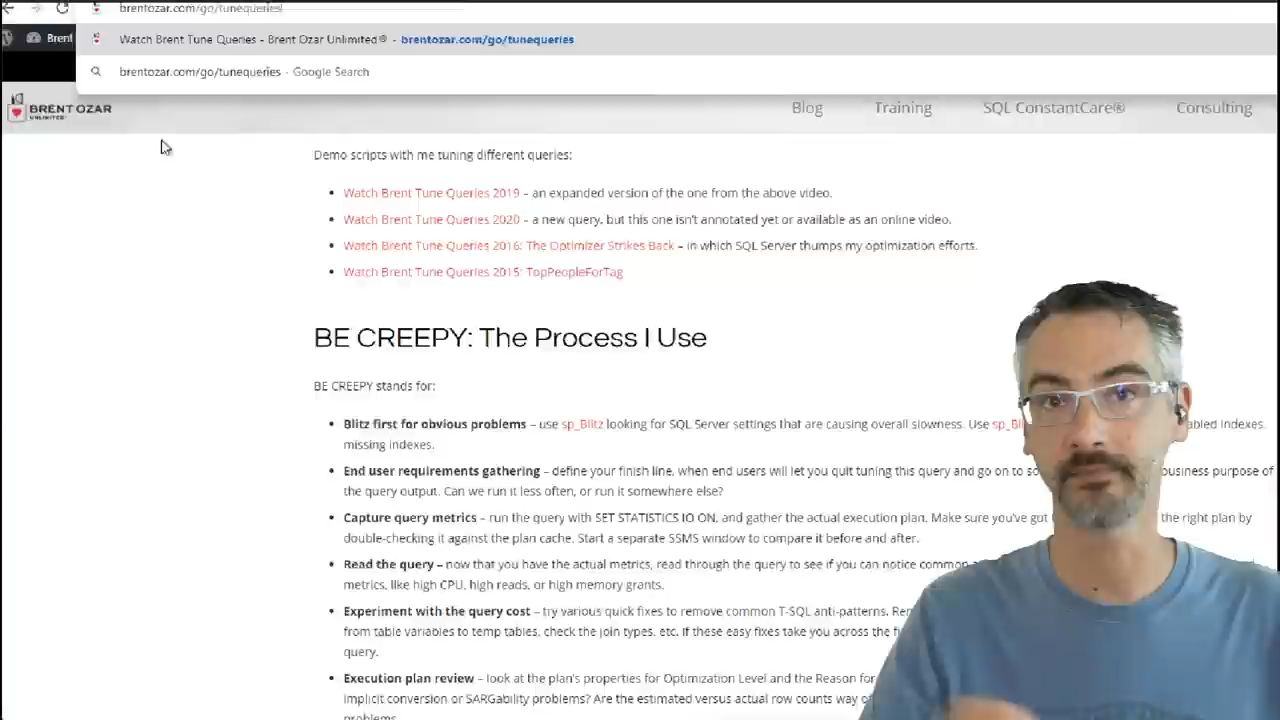 brentozar.com/go/tunequeries
Brent
Watch Brent Tune Queries - Brent Ozar Unlimited® - brentozar.com/go/tunequeries
brentozar.com/go/tunequeries - Google Search
BRENT OZAR
UNLIMITED
Blog Training SQL ConstantCare® Consulting
Demo scripts with me tuning different queries:
• Watch Brent Tune Queries 2019 – an expanded version of the one from the above video.
• Watch Brent Tune Queries 2020 – a new query, but this one isn't annotated yet or available as an online video.
• Watch Brent Tune Queries 2016: The Optimizer Strikes Back – in which SQL Server thumps my optimization efforts.
• Watch Brent Tune Queries 2015: TopPeopleForTag
BE CREEPY: The Process I Use
BE CREEPY stands for:
• Blitz first for obvious problems – use sp_Blitz looking for SQL Server settings that are causing overall slowness. Use indexes,
missing indexes.
• End user requirements gathering – define your finish line, when end users will let you quit tuning this query and go on to business purpose of
the query output. Can we run it less often, or run it somewhere else?
• Capture query metrics – run the query with SET STATISTICS IO ON, and gather the actual execution plan. Make sure you've got the right plan by
double-checking it against the plan cache. Start a separate SSMS window to compare it before and after.
• Read the query – now that you have the actual metrics, read through the query to see if you can notice common
metrics, like high CPU, high reads, or high memory grants.
• Experiment with the query cost – try various quick fixes to remove common T-SQL anti-patterns.
from table variables to temp tables, check the join types, etc. If these easy fixes take you across the
query.
• Execution plan review – look at the plan's properties for Optimization Level and the Reason for
implicit conversion or SARGability problems? Are the estimated versus actual row counts way
problems.